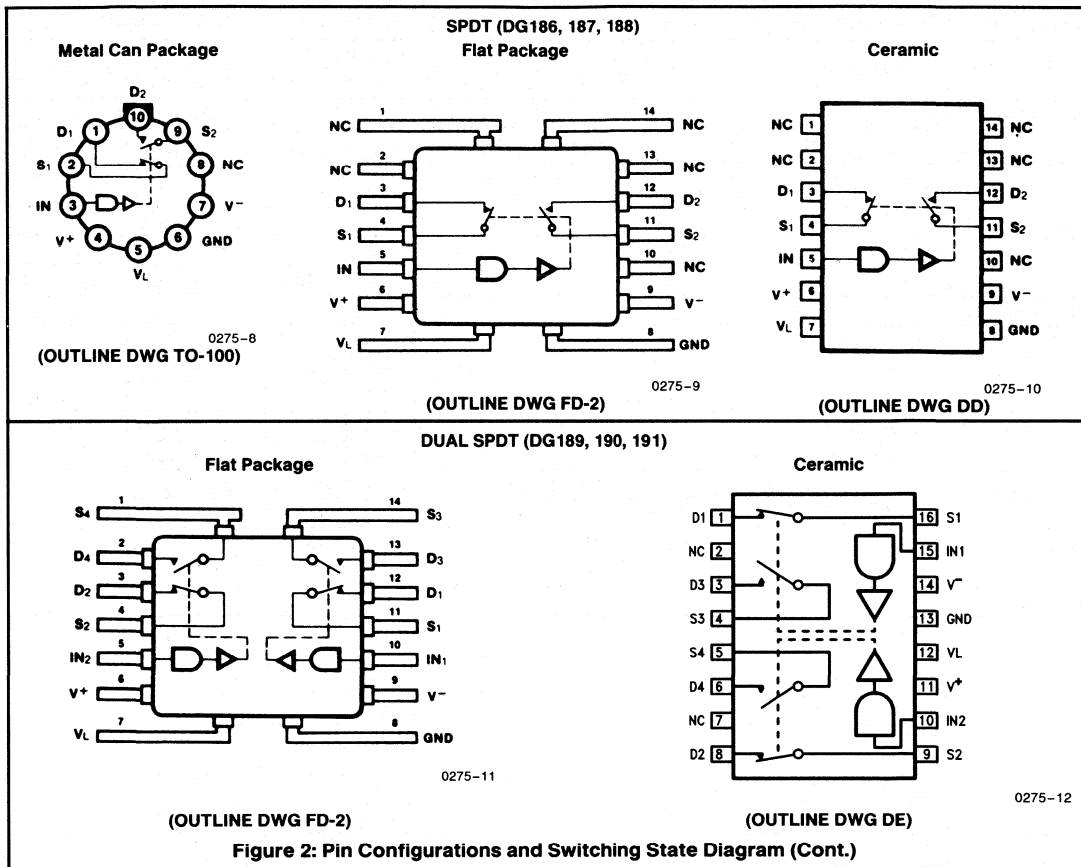 SPDT (DG186, 187, 188)
Metal Can Package
Flat Package
Ceramic
D2
10
D1 1
9 S2
S1 2
8 NC
IN 3
7 V−
V+ 4
5
6 GND
VL
0275-8
(OUTLINE DWG TO-100)
1
NC
14
NC
2
NC
13
NC
3
D1
12
D2
4
S1
11
S2
5
IN
10
NC
6
V+
9
V−
7
VL
8
GND
0275-9
(OUTLINE DWG FD-2)
NC 1
14 NC
NC 2
13 NC
D1 3
12 D2
S1 4
11 S2
IN 5
10 NC
V+ 6
9 V−
VL 7
8 GND
0275-10
(OUTLINE DWG DD)
DUAL SPDT (DG189, 190, 191)
Flat Package
Ceramic
1
S4
14
S3
2
D4
13
D3
3
D2
12
D1
4
S2
11
S1
5
IN2
10
IN1
6
V+
9
V−
7
VL
8
GND
0275-11
(OUTLINE DWG FD-2)
D1 1
16 S1
NC 2
15 IN1
D3 3
14 V−
S3 4
13 GND
S4 5
12 VL
D4 6
11 V+
NC 7
10 IN2
D2 8
9 S2
0275-12
(OUTLINE DWG DE)
Figure 2: Pin Configurations and Switching State Diagram (Cont.)